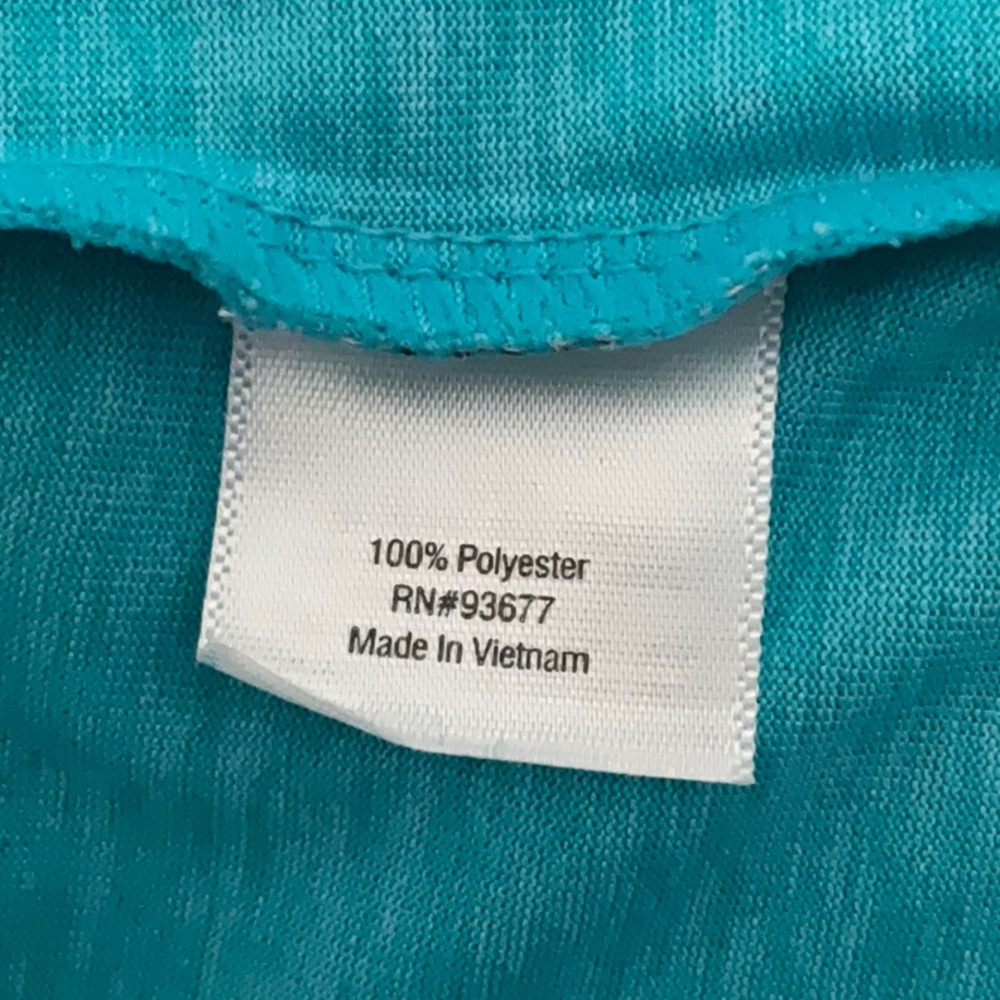 100% Polyester
RN#93677
Made In Vietnam